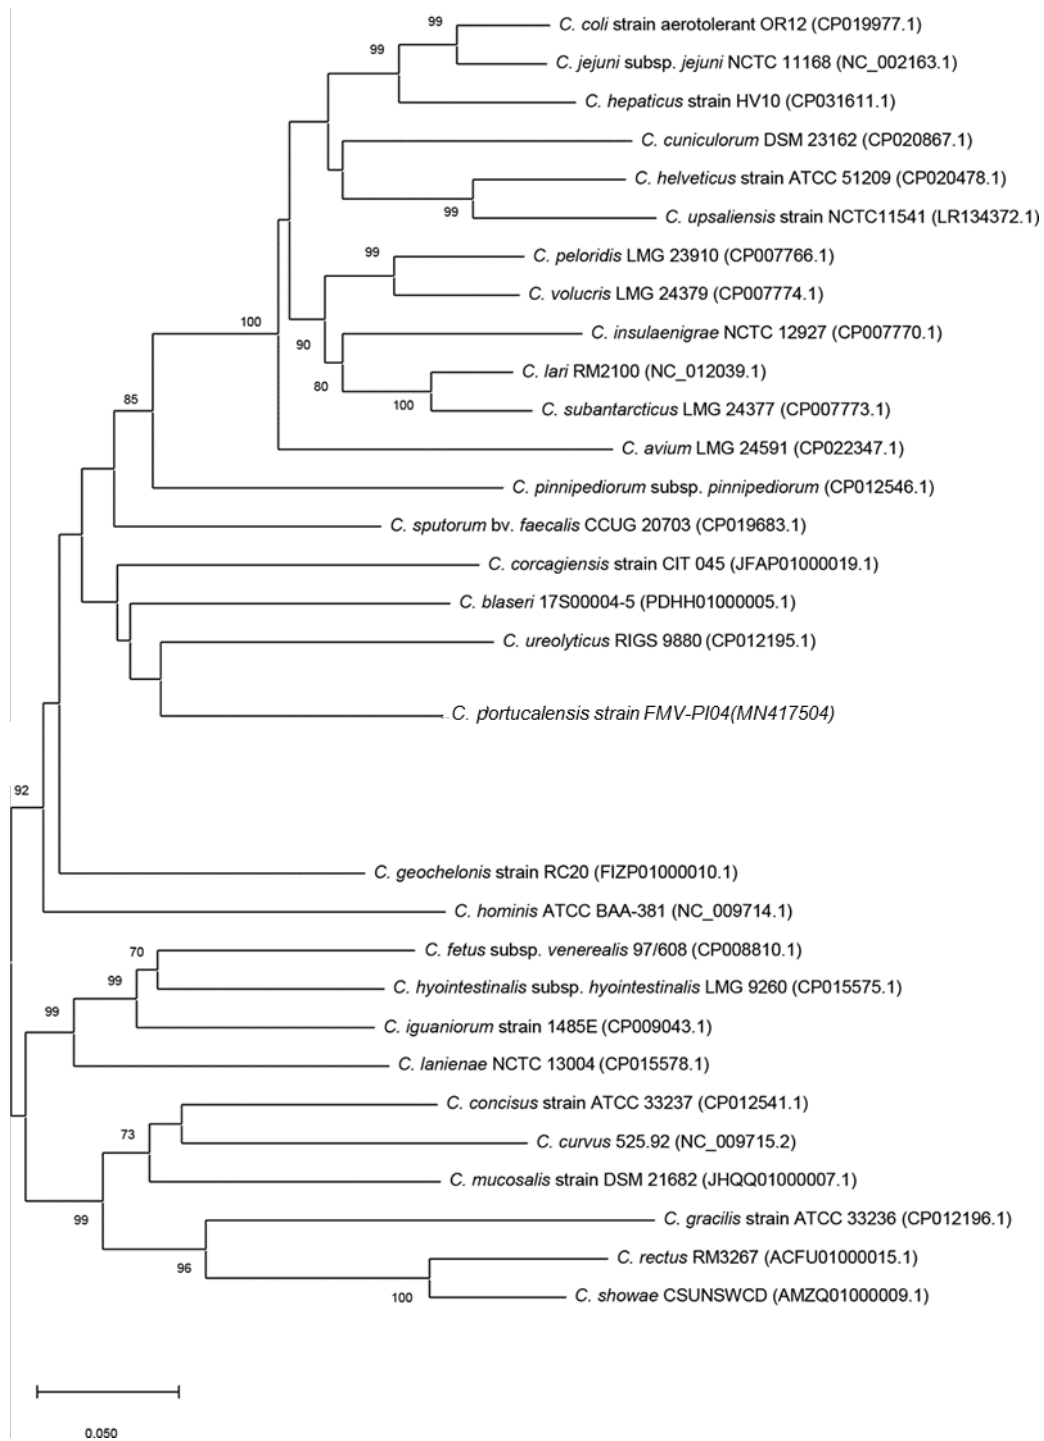 99
C. coli strain aerotolerant OR12 (CP019977.1)
99
C. jejuni subsp. jejuni NCTC 11168 (NC_002163.1)
C. hepaticus strain HV10 (CP031611.1)
C. cuniculorum DSM 23162 (CP020867.1)
C. helveticus strain ATCC 51209 (CP020478.1)
99
C. upsaliensis strain NCTC11541 (LR134372.1)
99
C. peloridis LMG 23910 (CP007766.1)
C. volucris LMG 24379 (CP007774.1)
100
C. insulaenigrae NCTC 12927 (CP007770.1)
90
C. lari RM2100 (NC_012039.1)
80
85
100
C. subantarcticus LMG 24377 (CP007773.1)
C. avium LMG 24591 (CP022347.1)
C. pinnipediorum subsp. pinnipediorum (CP012546.1)
C. sputorum bv. faecalis CCUG 20703 (CP019683.1)
C. corcagiensis strain CIT 045 (JFAP01000019.1)
C. blaseri 17S00004-5 (PDHH01000005.1)
C. ureolyticus RIGS 9880 (CP012195.1)
C. portucalensis strain FMV-PI04(MN417504)
92
C. geochelonis strain RC20 (FIZP01000010.1)
C. hominis ATCC BAA-381 (NC_009714.1)
70
C. fetus subsp. venerealis 97/608 (CP008810.1)
99
C. hyointestinalis subsp. hyointestinalis LMG 9260 (CP015575.1)
99
C. iguaniorum strain 1485E (CP009043.1)
C. lanienae NCTC 13004 (CP015578.1)
C. concisus strain ATCC 33237 (CP012541.1)
73
C. curvus 525.92 (NC_009715.2)
C. mucosalis strain DSM 21682 (JHQQ01000007.1)
99
C. gracilis strain ATCC 33236 (CP012196.1)
96
C. rectus RM3267 (ACFU01000015.1)
100
C. showae CSUNSWCD (AMZQ01000009.1)
0.050